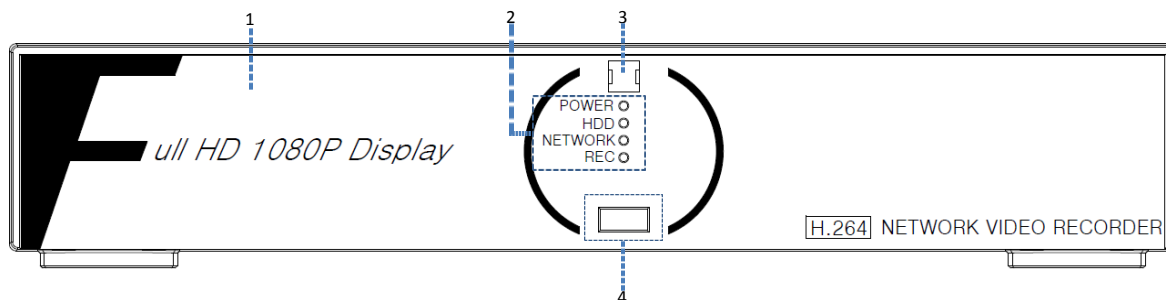 1 2 3
POWER
HDD
NETWORK
REC
Full HD 1080P Display
H.264 NETWORK VIDEO RECORDER
4